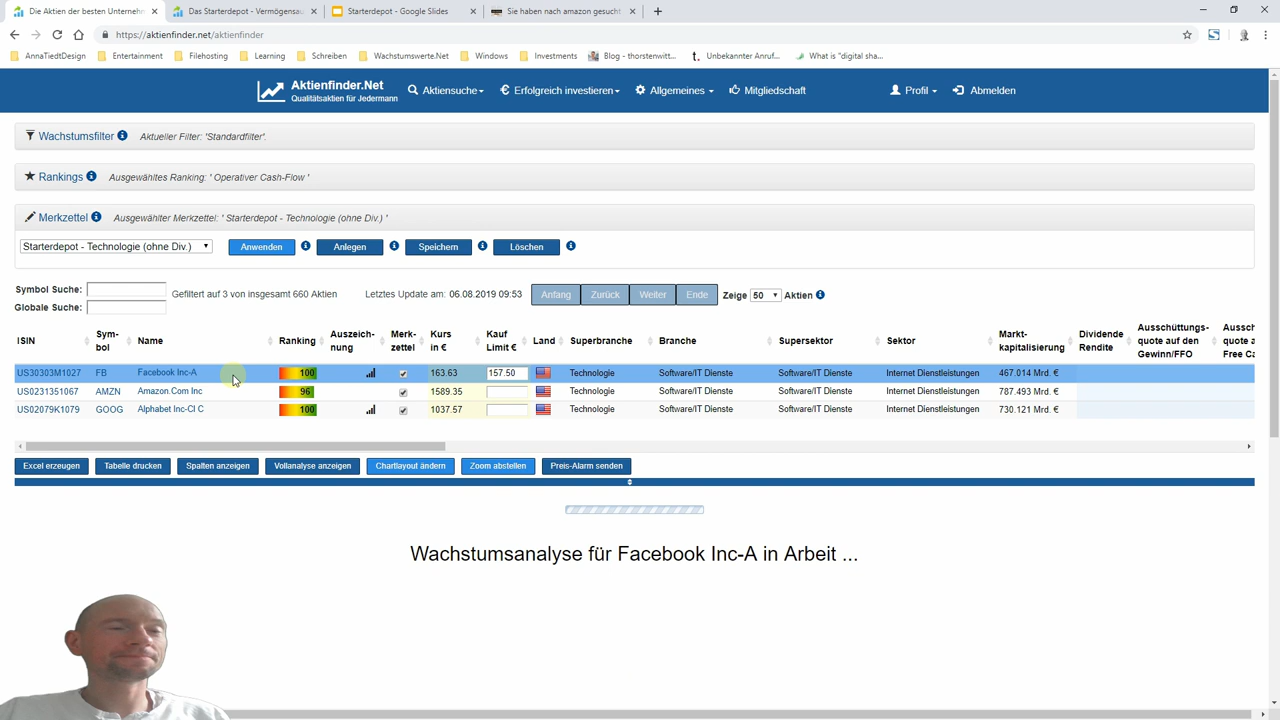 Die Aktien der besten Unternehm
Das Starterdepot - Vermögensau
Starterdepot - Google Slides
Sie haben nach amazon gesucht
https://aktienfinder.net/aktienfinder
AnnaTiedtDesign
Entertainment
Filehosting
Learning
Schreiben
Wachstumswerte.Net
Windows
Investments
Blog - thorstenwitt...
Unbekannter Anruf...
What is "digital sha...
Aktienfinder.Net
Qualitätsaktien für Jedermann
Aktiensuche
Erfolgreich investieren
Allgemeines
Mitgliedschaft
Profil
Abmelden
Wachstumsfilter Aktueller Filter: 'Standardfilter'.
Rankings Ausgewähltes Ranking: ' Operativer Cash-Flow '
Merkzettel Ausgewählter Merkzettel: ' Starterdepot - Technologie (ohne Div.) '
Starterdepot - Technologie (ohne Div.) Anwenden Anlegen Speichern Löschen
Symbol Suche:
Globale Suche:
Gefiltert auf 3 von insgesamt 660 Aktien
Letztes Update am: 06.08.2019 09:53
Anfang Zurück Weiter Ende
Zeige 50 Aktien
ISIN
Sym-
bol
Name
Ranking
Auszeich-
nung
Merk-
zettel
Kurs
in €
Kauf
Limit €
Land
Superbranche
Branche
Supersektor
Sektor
Markt-
kapitalisierung
Dividende
Rendite
Ausschüttungs-
quote auf den
Gewinn/FFO
Aussch
quote a
Free Ca
US30303M1027 FB Facebook Inc-A 100 163.63 157.50 Technologie Software/IT Dienste Software/IT Dienste Internet Dienstleistungen 467.014 Mrd. €
US0231351067 AMZN Amazon.Com Inc 96 1589.35 Technologie Software/IT Dienste Software/IT Dienste Internet Dienstleistungen 787.493 Mrd. €
US02079K1079 GOOG Alphabet Inc-Cl C 100 1037.57 Technologie Software/IT Dienste Software/IT Dienste Internet Dienstleistungen 730.121 Mrd. €
Excel erzeugen Tabelle drucken Spalten anzeigen Vollanalyse anzeigen Chartlayout ändern Zoom abstellen Preis-Alarm senden
Wachstumsanalyse für Facebook Inc-A in Arbeit ...